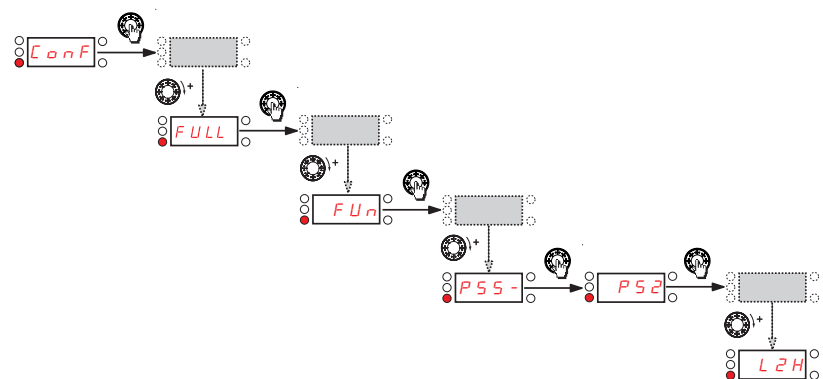 ConF
+
FULL
+
FUn
+
PSS-
PS2
+
L2H